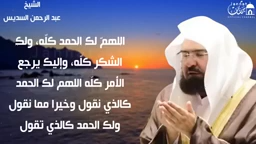 الشيخ
عبد الرحمن السديس
اللهم لك الحمد كله، ولك
الشكر كله، وإليك يرجع
الأمر كله اللهم لك الحمد
كالذي نقول وخيرا مما نقول
ولك الحمد كالذي تقول